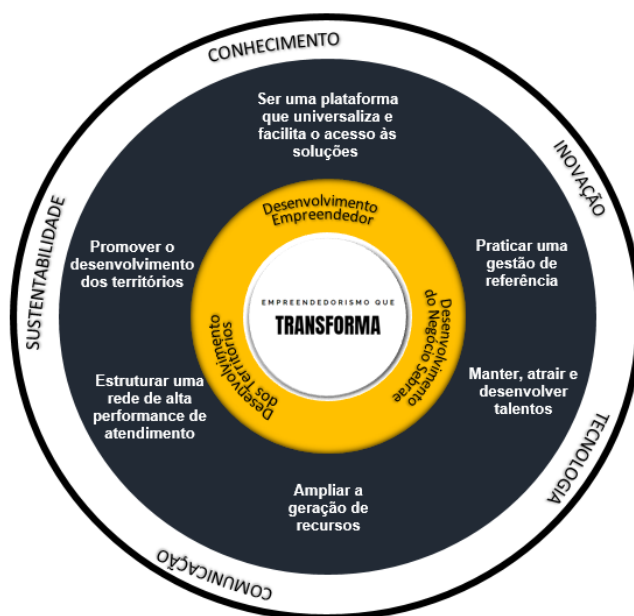 CONHECIMENTO
INOVAÇÃO
TECNOLOGIA
COMUNICAÇÃO
SUSTENTABILIDADE
Ser uma plataforma
que universaliza e
facilita o acesso às
soluções
Praticar uma
gestão de
referência
Manter, atrair e
desenvolver
talentos
Ampliar a
geração de
recursos
Estruturar uma
rede de alta
performance de
atendimento
Promover o
desenvolvimento
dos territórios
Desenvolvimento
Empreendedor
Desenvolvimento
do Negócio Sebrae
Desenvolvimento
dos Territórios
EMPREENDEDORISMO QUE
TRANSFORMA